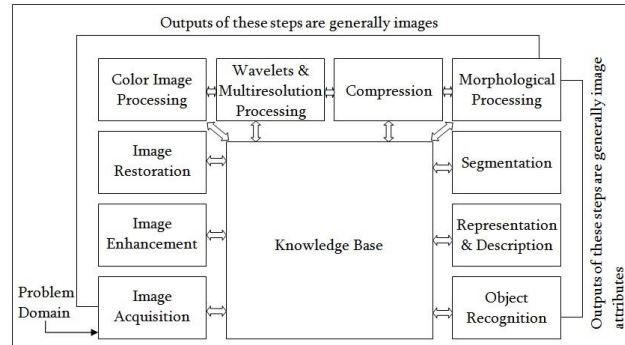 Outputs of these steps are generally images
Color Image
Processing
Wavelets &
Multiresolution
Processing
Compression
Morphological
Processing
Image
Restoration
Segmentation
Image
Enhancement
Knowledge Base
Representation
& Description
Problem
Domain
Image
Acquisition
Object
Recognition
Outputs of these steps are generally image
attributes